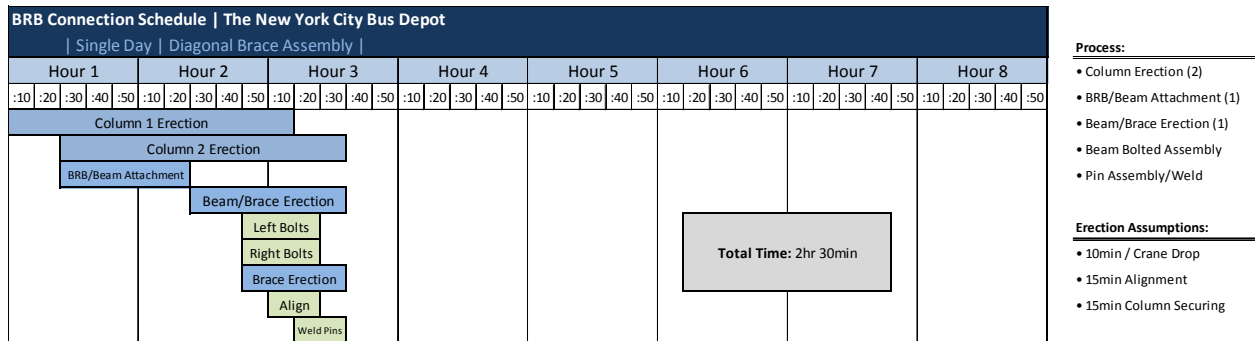 BRB Connection Schedule | The New York City Bus Depot
| Single Day | Diagonal Brace Assembly |
Hour 1 Hour 2 Hour 3 Hour 4 Hour 5 Hour 6 Hour 7 Hour 8
:10 :20 :30 :40 :50 :10 :20 :30 :40 :50 :10 :20 :30 :40 :50 :10 :20 :30 :40 :50 :10 :20 :30 :40 :50 :10 :20 :30 :40 :50 :10 :20 :30 :40 :50 :10 :20 :30 :40 :50
Column 1 Erection
Column 2 Erection
BRB/Beam Attachment
Beam/Brace Erection
Left Bolts
Right Bolts
Brace Erection
Align
Weld Pins
Total Time: 2hr 30min
Process:
• Column Erection (2)
• BRB/Beam Attachment (1)
• Beam/Brace Erection (1)
• Beam Bolted Assembly
• Pin Assembly/Weld
Erection Assumptions:
• 10min / Crane Drop
• 15min Alignment
• 15min Column Securing